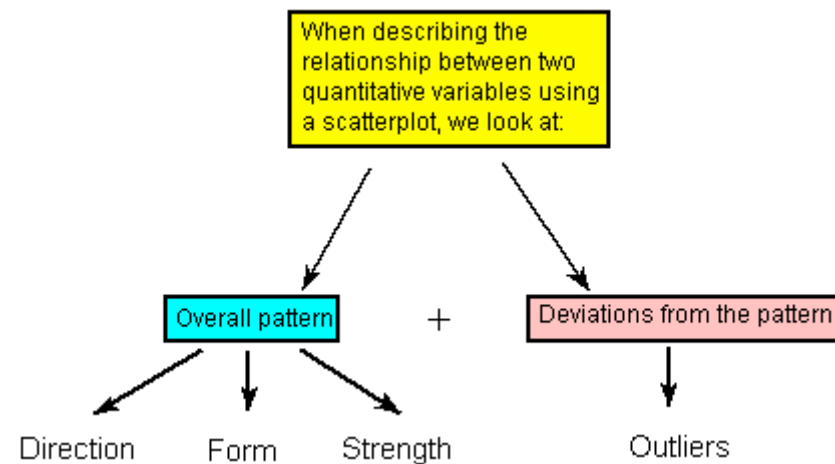 When describing the
relationship between two
quantitative variables using
a scatterplot, we look at:
Overall pattern
+
Deviations from the pattern
Direction
Form
Strength
Outliers